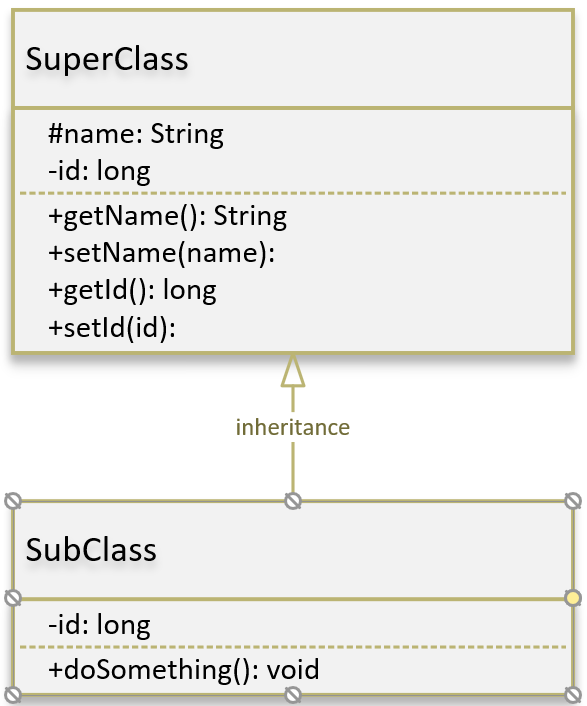 SuperClass
#name: String
-id: long
+getName(): String
+setName(name):
+getId(): long
+setId(id):
inheritance
SubClass
-id: long
+doSomething(): void